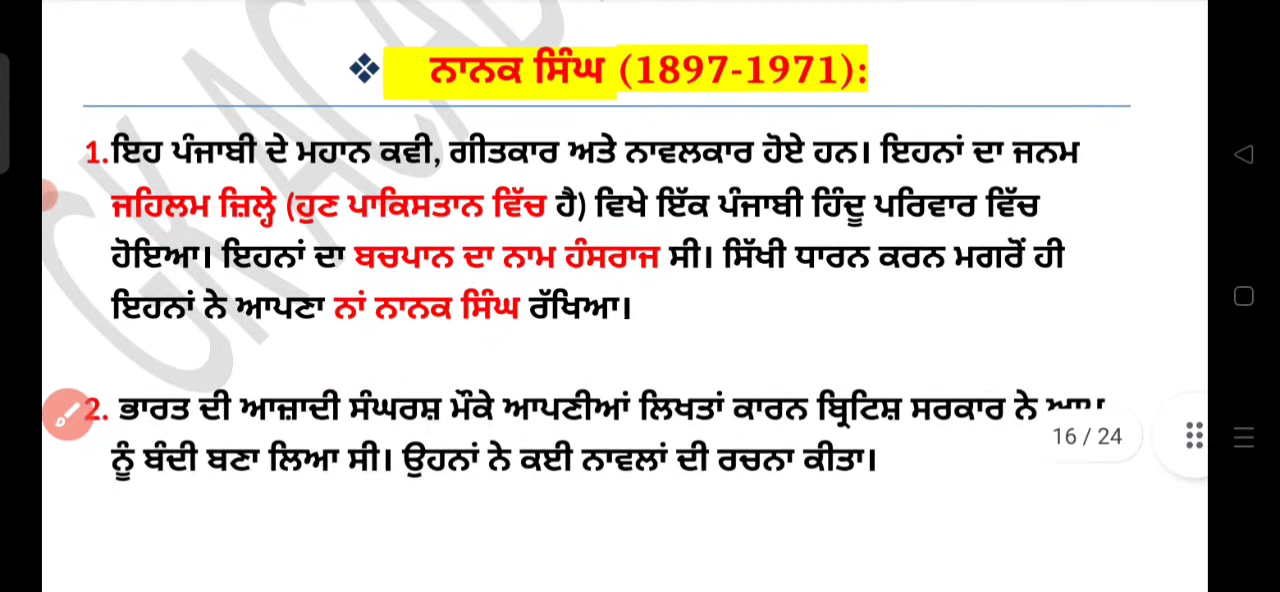 ❖ ਨਾਨਕ ਸਿੰਘ (1897-1971):
1.ਇਹ ਪੰਜਾਬੀ ਦੇ ਮਹਾਨ ਕਵੀ, ਗੀਤਕਾਰ ਅਤੇ ਨਾਵਲਕਾਰ ਹੋਏ ਹਨ। ਇਹਨਾਂ ਦਾ ਜਨਮ
ਜਹਿਲਮ ਜ਼ਿਲ੍ਹੇ (ਹੁਣ ਪਾਕਿਸਤਾਨ ਵਿੱਚ ਹੈ) ਵਿਖੇ ਇੱਕ ਪੰਜਾਬੀ ਹਿੰਦੂ ਪਰਿਵਾਰ ਵਿੱਚ
ਹੋਇਆ। ਇਹਨਾਂ ਦਾ ਬਚਪਾਨ ਦਾ ਨਾਮ ਹੰਸਰਾਜ ਸੀ। ਸਿੱਖੀ ਧਾਰਨ ਕਰਨ ਮਗਰੋਂ ਹੀ
ਇਹਨਾਂ ਨੇ ਆਪਣਾ ਨਾਂ ਨਾਨਕ ਸਿੰਘ ਰੱਖਿਆ।
2. ਭਾਰਤ ਦੀ ਆਜ਼ਾਦੀ ਸੰਘਰਸ਼ ਮੌਕੇ ਆਪਣੀਆਂ ਲਿਖਤਾਂ ਕਾਰਨ ਬ੍ਰਿਟਿਸ਼ ਸਰਕਾਰ ਨੇ
16 / 24
ਨੂੰ ਬੰਦੀ ਬਣਾ ਲਿਆ ਸੀ। ਉਹਨਾਂ ਨੇ ਕਈ ਨਾਵਲਾਂ ਦੀ ਰਚਨਾ ਕੀਤਾ।